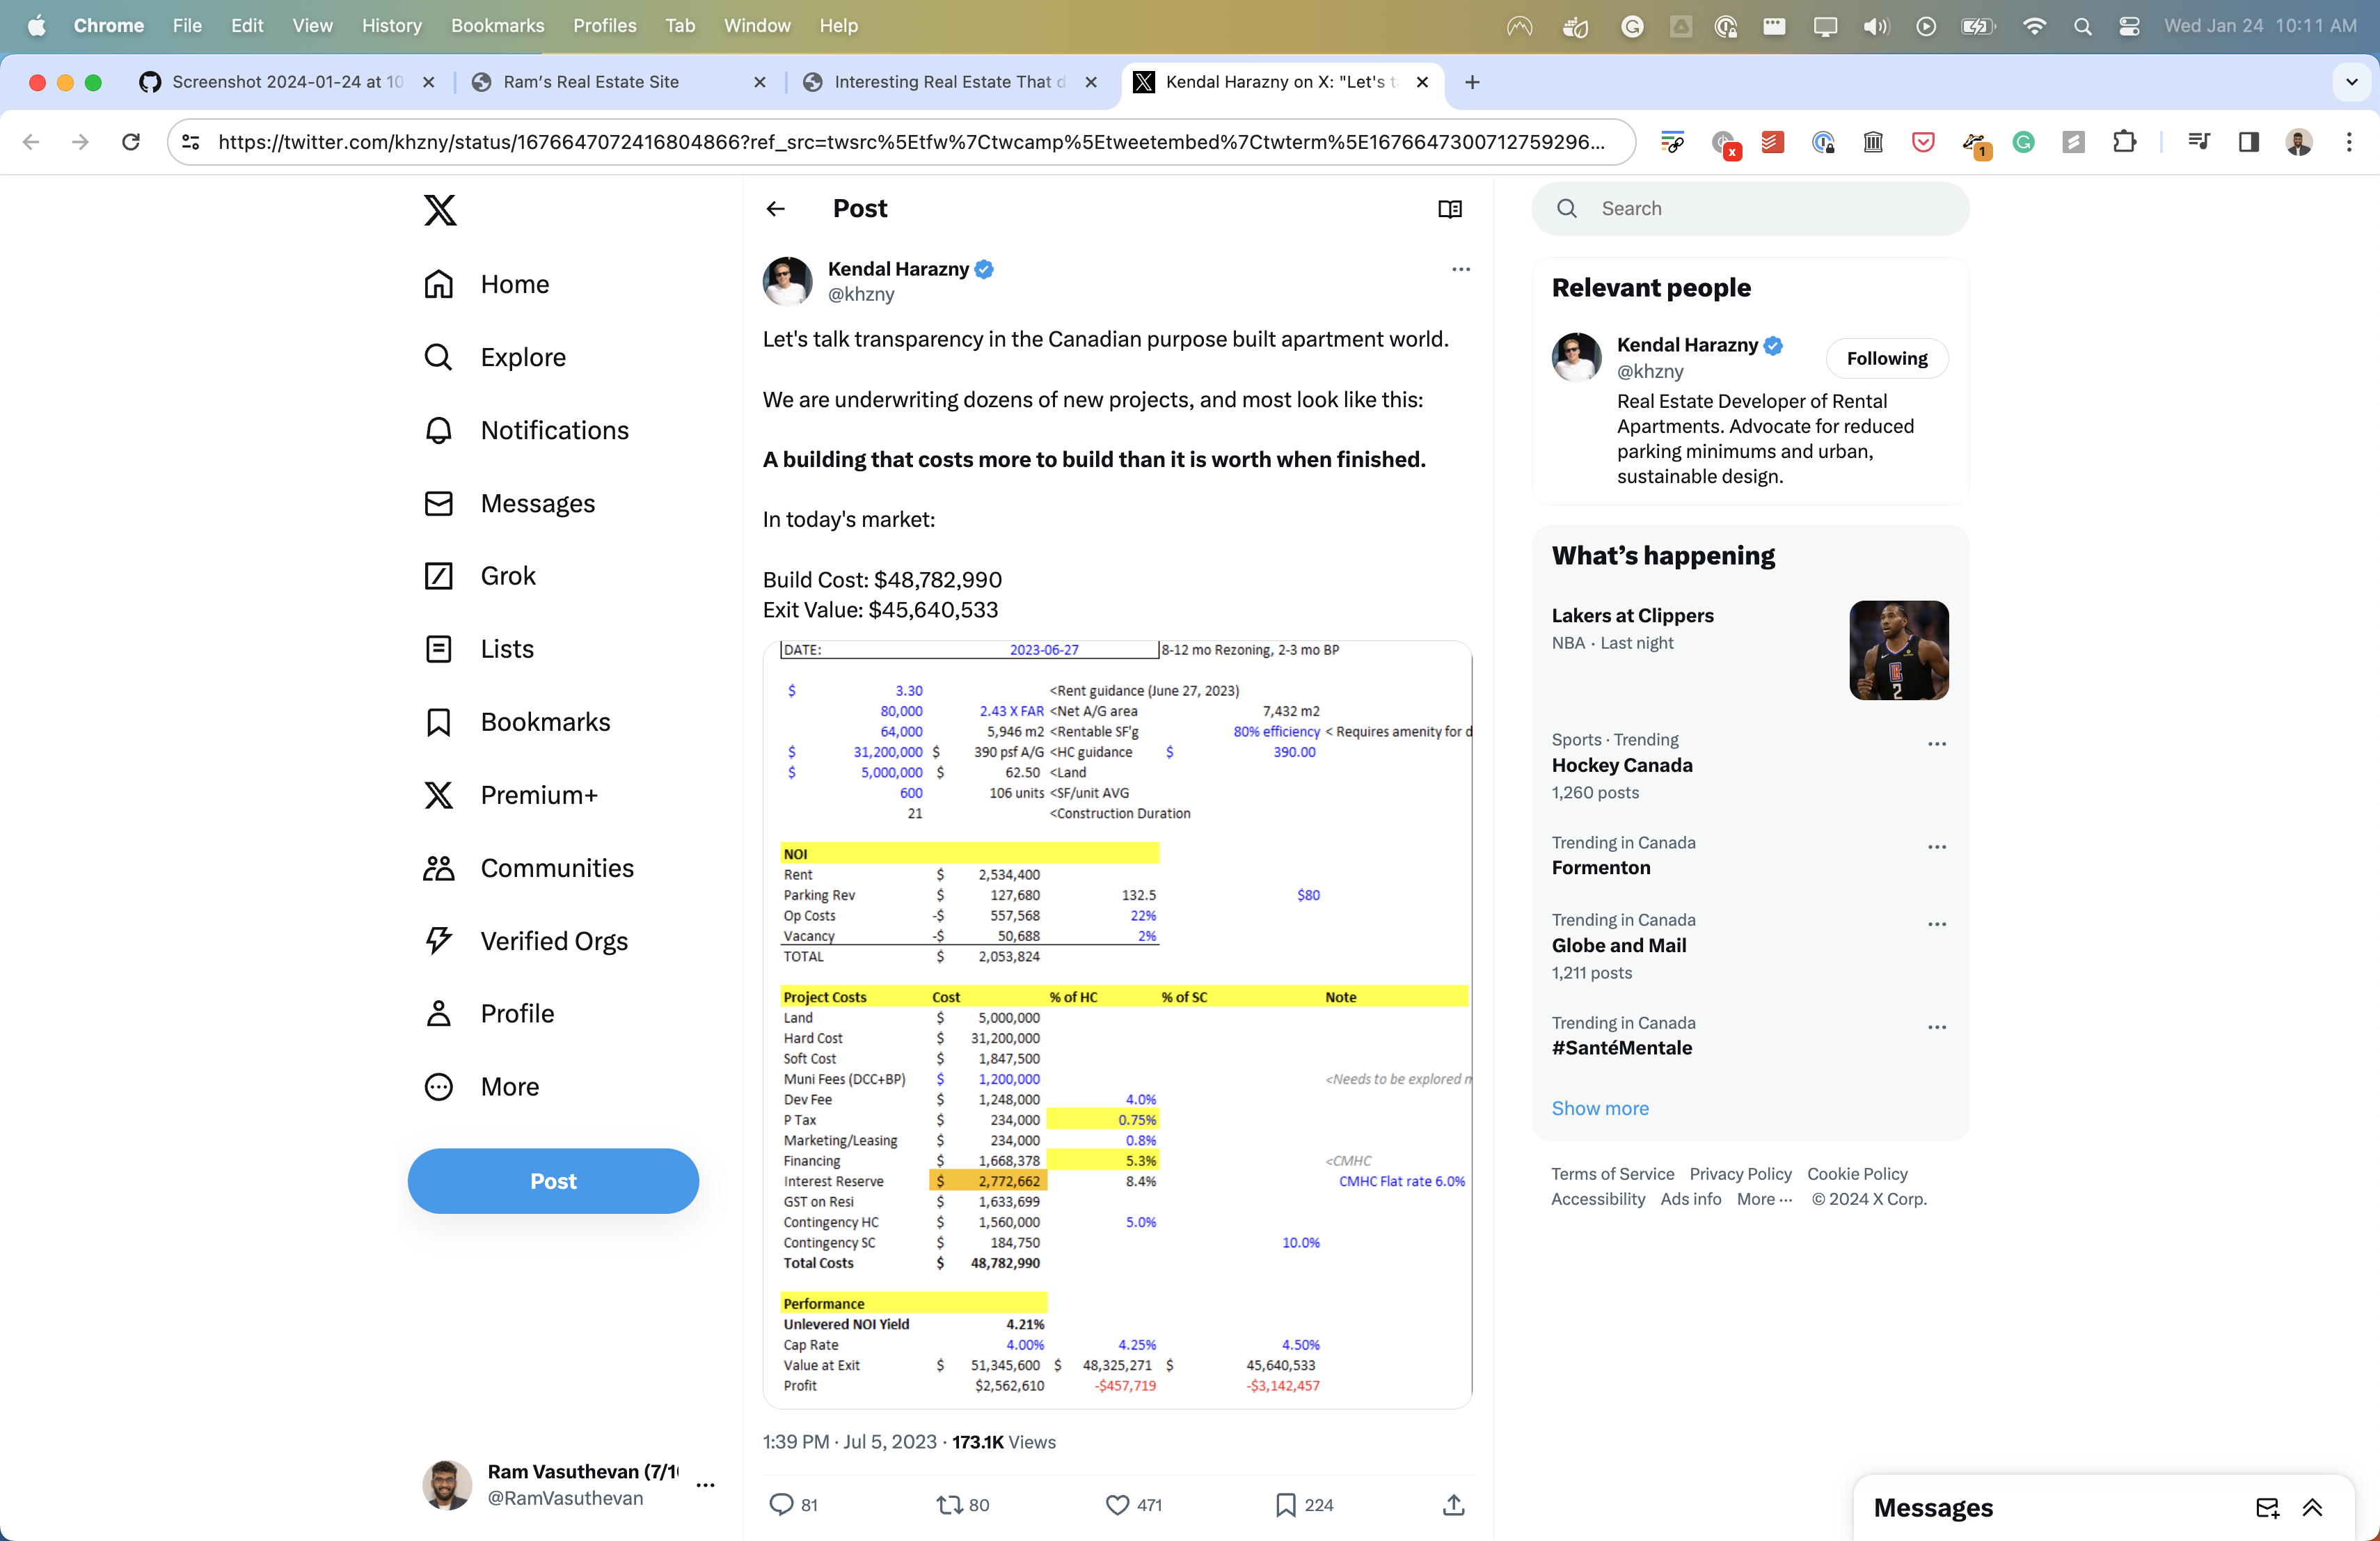 Chrome File Edit View History Bookmarks Profiles Tab Window Help Wed Jan 24 10:11 AM
Screenshot 2024-01-24 at 10 Ram's Real Estate Site Interesting Real Estate That d Kendal Harazny on X: "Let's t
https://twitter.com/khzny/status/1676647072416804866?ref_src=twsrc%5Etfw%7Ctwcamp%5Etweetembed%7Ctwterm%5E1676647300712759296...
Home
Explore
Notifications
Messages
Grok
Lists
Bookmarks
Premium+
Communities
Verified Orgs
Profile
More
Post
Ram Vasuthevan (7/1
@RamVasuthevan
Post
Kendal Harazny
@khzny
Let's talk transparency in the Canadian purpose built apartment world.
We are underwriting dozens of new projects, and most look like this:
A building that costs more to build than it is worth when finished.
In today's market:
Build Cost: $48,782,990
Exit Value: $45,640,533
DATE: 2023-06-27 8-12 mo Rezoning, 2-3 mo BP
$ 3.30 <Rent guidance (June 27, 2023)
80,000 2.43 X FAR <Net A/G area 7,432 m2
64,000 5,946 m2 <Rentable SF'g 80% efficiency < Requires amenity for d
$ 31,200,000 $ 390 psf A/G <HC guidance $ 390.00
$ 5,000,000 $ 62.50 <Land
600 106 units <SF/unit AVG
21 <Construction Duration
NOI
Rent $ 2,534,400
Parking Rev $ 127,680 132.5 $80
Op Costs -$ 557,568 22%
Vacancy -$ 50,688 2%
TOTAL $ 2,053,824
Project Costs Cost % of HC % of SC Note
Land $ 5,000,000
Hard Cost $ 31,200,000
Soft Cost $ 1,847,500
Muni Fees (DCC+BP) $ 1,200,000 <Needs to be explored
Dev Fee $ 1,248,000 4.0%
P Tax $ 234,000 0.75%
Marketing/Leasing $ 234,000 0.8%
Financing $ 1,668,378 5.3% <CMHC
Interest Reserve $ 2,772,662 8.4% CMHC Flat rate 6.0%
GST on Resi $ 1,633,699
Contingency HC $ 1,560,000 5.0%
Contingency SC $ 184,750 10.0%
Total Costs $ 48,782,990
Performance
Unlevered NOI Yield 4.21%
Cap Rate 4.00% 4.25% 4.50%
Value at Exit $ 51,345,600 $ 48,325,271 $ 45,640,533
Profit $2,562,610 -$457,719 -$3,142,457
1:39 PM · Jul 5, 2023 · 173.1K Views
81 80 471 224
Search
Relevant people
Kendal Harazny
@khzny
Following
Real Estate Developer of Rental
Apartments. Advocate for reduced
parking minimums and urban,
sustainable design.
What's happening
Lakers at Clippers
NBA · Last night
Sports · Trending
Hockey Canada
1,260 posts
Trending in Canada
Formenton
Trending in Canada
Globe and Mail
1,211 posts
Trending in Canada
#SantéMentale
Show more
Terms of Service Privacy Policy Cookie Policy
Accessibility Ads info More ··· © 2024 X Corp.
Messages